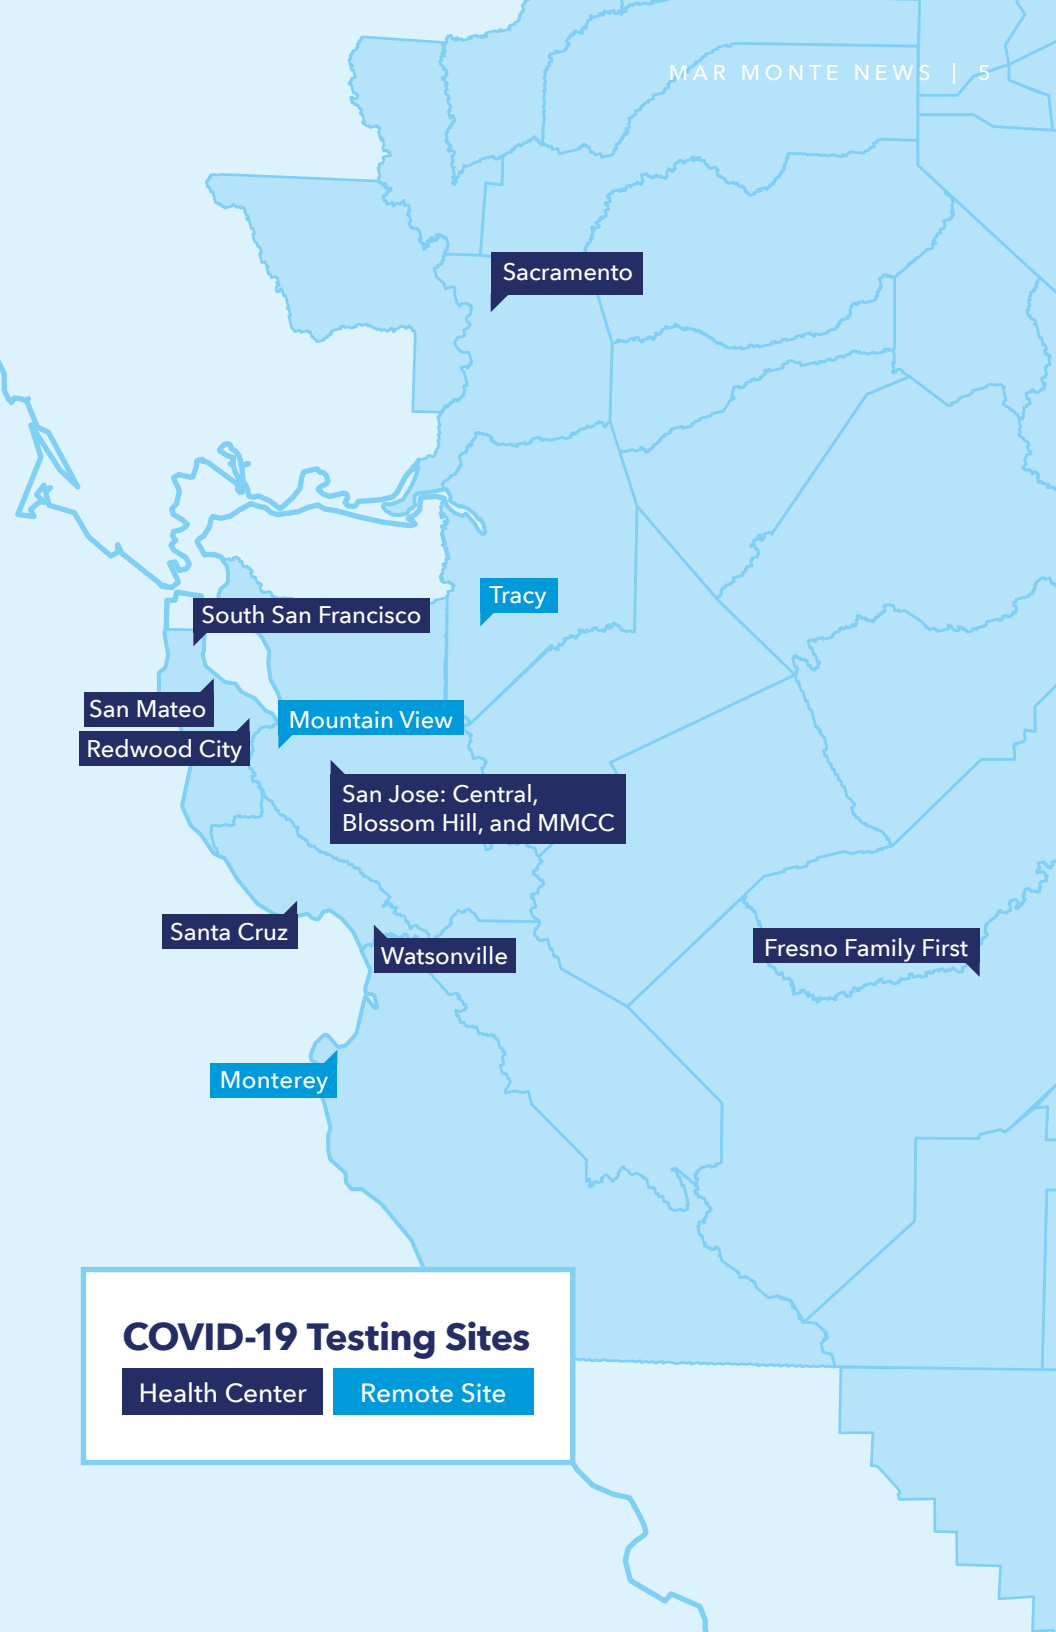 MAR MONTE NEWS | 5
Sacramento
Tracy
South San Francisco
San Mateo
Mountain View
Redwood City
San Jose: Central,
Blossom Hill, and MMCC
Santa Cruz
Watsonville
Fresno Family First
Monterey
COVID-19 Testing Sites
Health Center
Remote Site